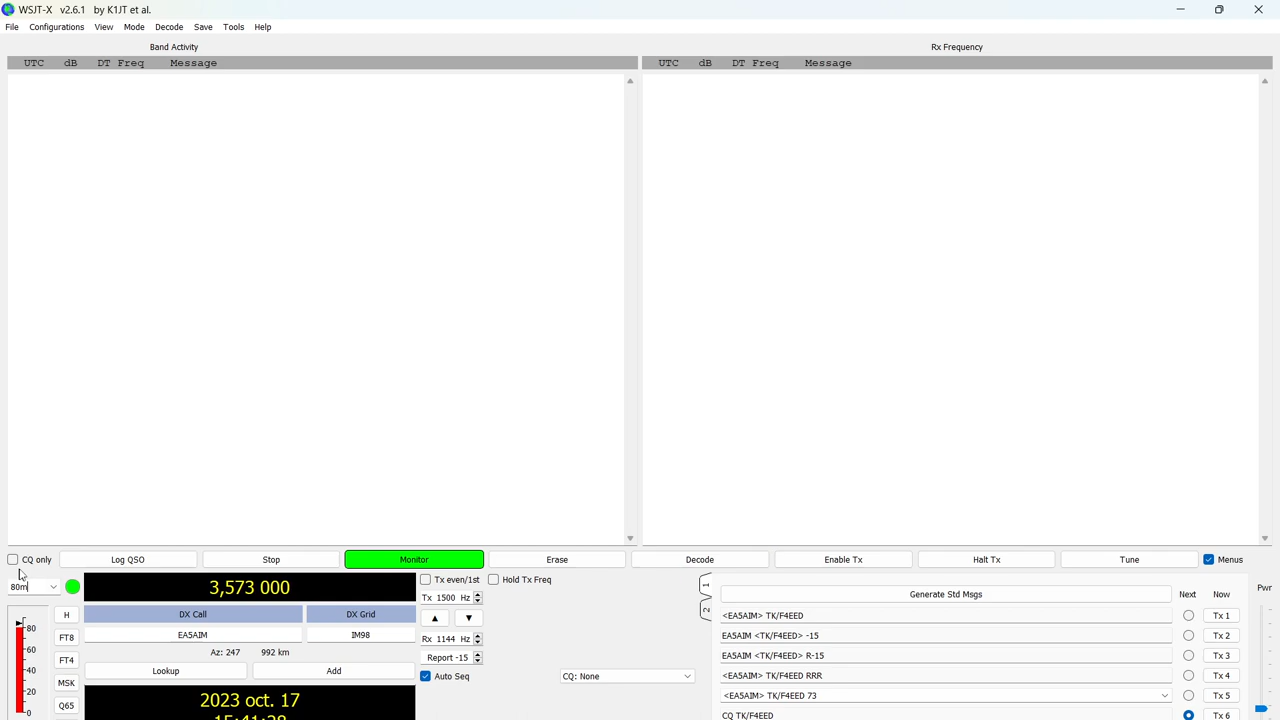 WSJT-X v2.6.1 by K1JT et al.
File Configurations View Mode Decode Save Tools Help
Band Activity
Rx Frequency
UTC dB DT Freq Message
UTC dB DT Freq Message
CQ only Log QSO Stop Monitor Erase Decode Enable Tx Halt Tx Tune Menus
80m
3,573 000
Tx even/1st Hold Tx Freq
Tx 1500 Hz
DX Call DX Grid
EA5AIM IM98
Az: 247 992 km
Lookup Add
Rx 1144 Hz
Report -15
Auto Seq
CQ: None
1
2
Generate Std Msgs
Next Now
Pwr
<EA5AIM> TK/F4EED Tx 1
EA5AIM <TK/F4EED> -15 Tx 2
EA5AIM <TK/F4EED> R-15 Tx 3
<EA5AIM> TK/F4EED RRR Tx 4
<EA5AIM> TK/F4EED 73 Tx 5
CQ TK/F4EED Tx 6
80
60
40
20
0
H
FT8
FT4
MSK
Q65
2023 oct. 17